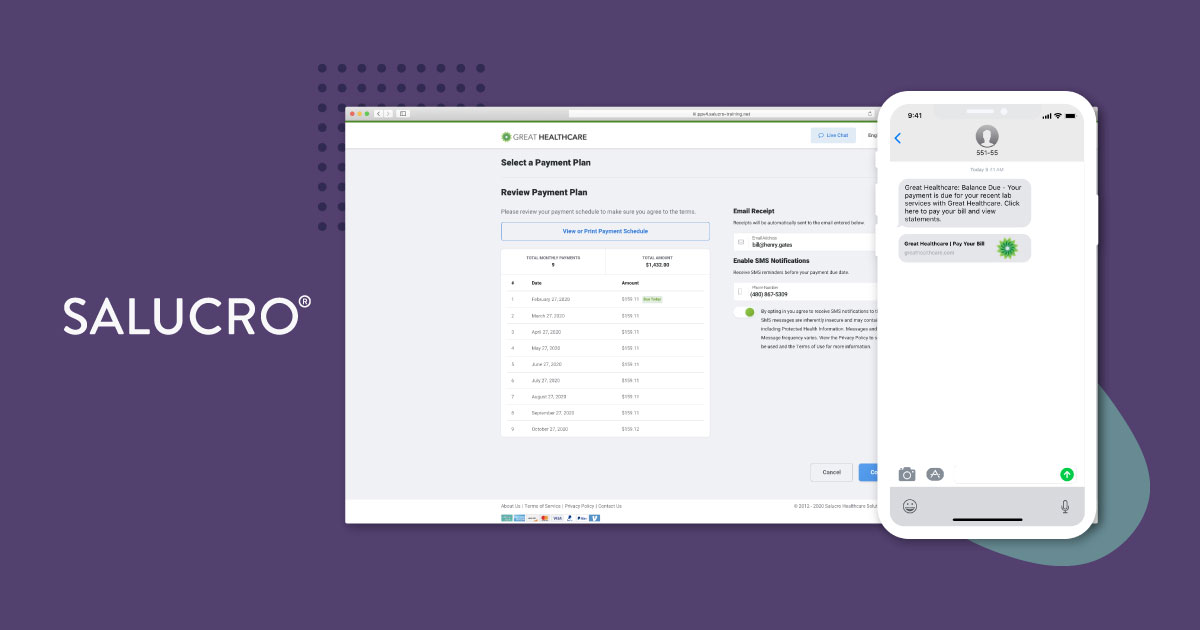 SALUCRO®
ppv4.salucro-training.net
GREAT HEALTHCARE
Live Chat
Eng
Select a Payment Plan
Review Payment Plan
Please review your payment schedule to make sure you agree to the terms.
View or Print Payment Schedule
TOTAL MONTHLY PAYMENTS
9
TOTAL AMOUNT
$1,432.00
# Date Amount
1 February 27, 2020 $159.11 Due Today
2 March 27, 2020 $159.11
3 April 27, 2020 $159.11
4 May 27, 2020 $159.11
5 June 27, 2020 $159.11
6 July 27, 2020 $159.11
7 August 27, 2020 $159.11
8 September 27, 2020 $159.11
9 October 27, 2020 $159.12
Email Receipt
Receipts will be automatically sent to the email entered below.
Email Address
bill@henry.gates
Enable SMS Notifications
Receive SMS reminders before your payment due date.
Phone Number
(480) 867-5309
By opting in you agree to receive SMS notifications to t
SMS messages are inherently insecure and may contai
including Protected Health Information. Messages and
Message frequency varies. View the Privacy Policy to s
be used and the Terms of Use for more information.
Cancel
Co
About Us | Terms of Service | Privacy Policy | Contact Us
© 2012 - 2020 Salucro Healthcare Solut
VISA
9:41
551-55
Today 9:11 AM
Great Healthcare: Balance Due - Your
payment is due for your recent lab
services with Great Healthcare. Click
here to pay your bill and view
statements.
Great Healthcare | Pay Your Bill
greathealthcare.com